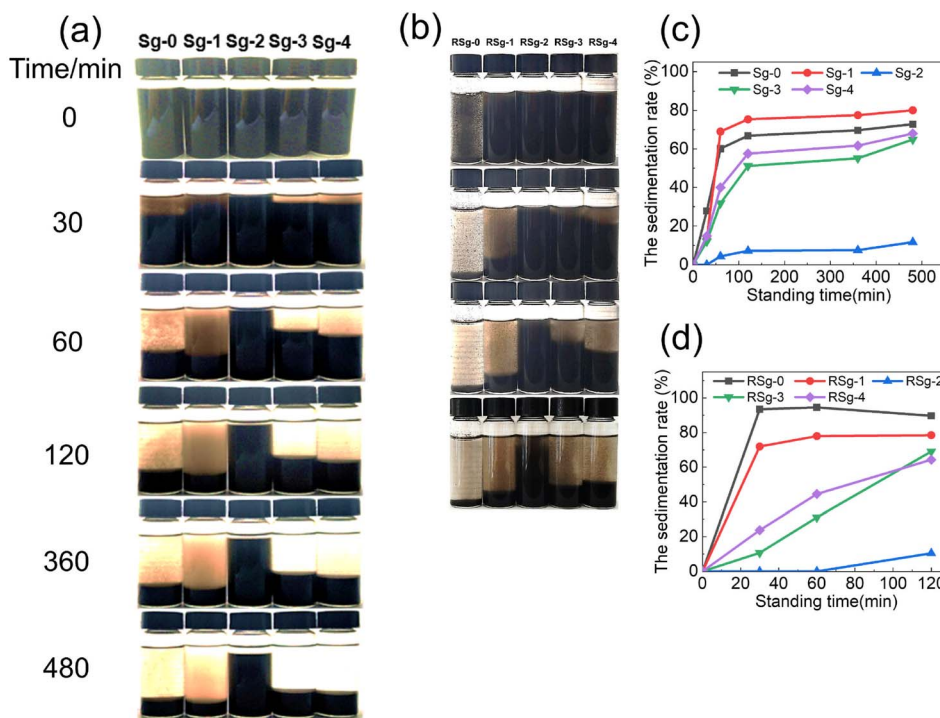 (a)
Sg-0 Sg-1 Sg-2 Sg-3 Sg-4
Time/min
0
30
60
120
360
480
(b)
RSg-0 RSg-1 RSg-2 RSg-3 RSg-4
(c)
The sedimentation rate (%)
100
80
60
40
20
0
Sg-0 Sg-1 Sg-2
Sg-3 Sg-4
0 100 200 300 400 500
Standing time(min)
(d)
The sedimentation rate (%)
100
80
60
40
20
0
RSg-0 RSg-1 RSg-2
RSg-3 RSg-4
0 20 40 60 80 100 120
Standing time(min)